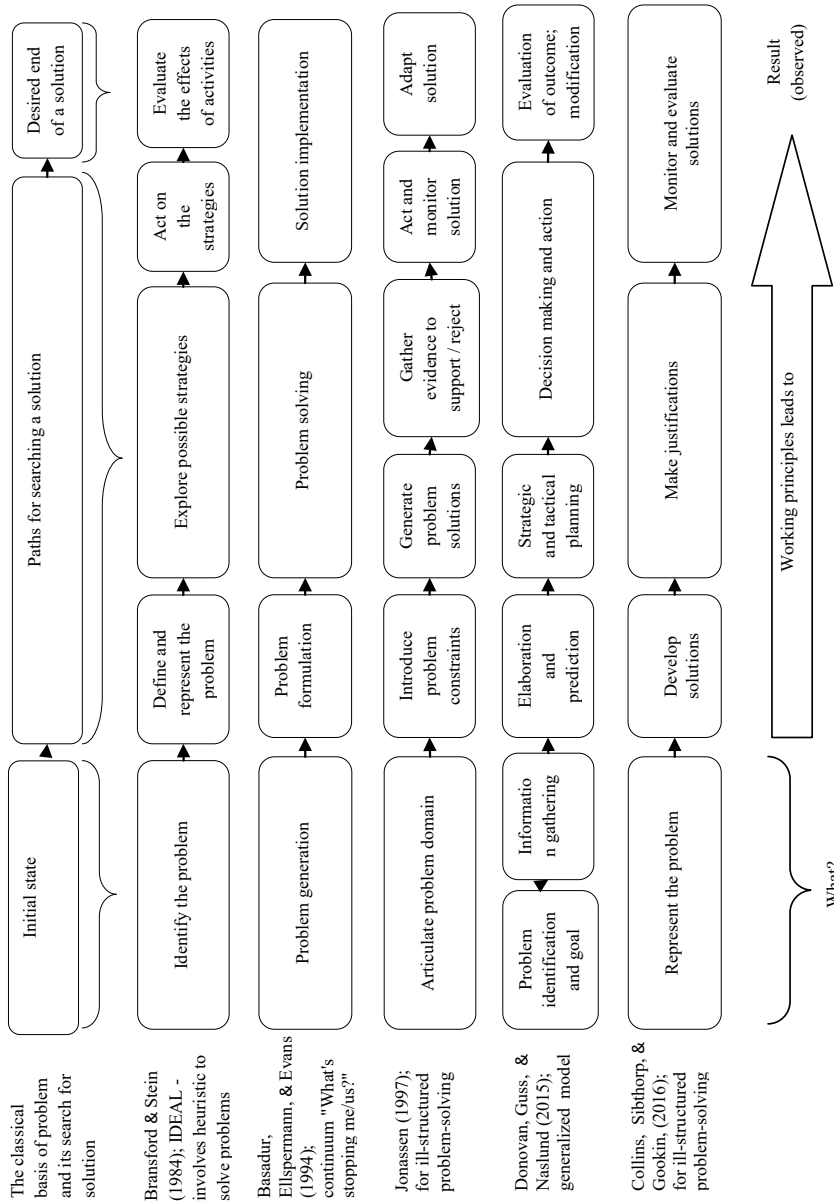 The classical
basis of problem
and its search for
solution
Initial state
Paths for searching a solution
Desired end
of a solution
Bransford & Stein
(1984); IDEAL -
involves heuristic to
solve problems
Identify the problem
Define and
represent the
problem
Explore possible strategies
Act on
the
strategies
Evaluate
the effects
of activities
Basadur,
Ellspermann, & Evans
(1994);
continuum "What's
stopping me/us?"
Problem generation
Problem
formulation
Problem solving
Solution implementation
Jonassen (1997);
for ill-structured
problem-solving
Articulate problem domain
Introduce
problem
constraints
Generate
problem
solutions
Gather
evidence to
support / reject
Act and
monitor
solution
Adapt
solution
Donovan, Guss, &
Naslund (2015);
generalized model
Problem
identification
and goal
Informatio
n gathering
Elaboration
and
prediction
Strategic
and tactical
planning
Decision making and action
Evaluation
of outcome;
modification
Collins, Sibthorp, &
Gookin, (2016);
for ill-structured
problem-solving
Represent the problem
Develop
solutions
Make justifications
Monitor and evaluate
solutions
What?
Working principles leads to
Result
(observed)